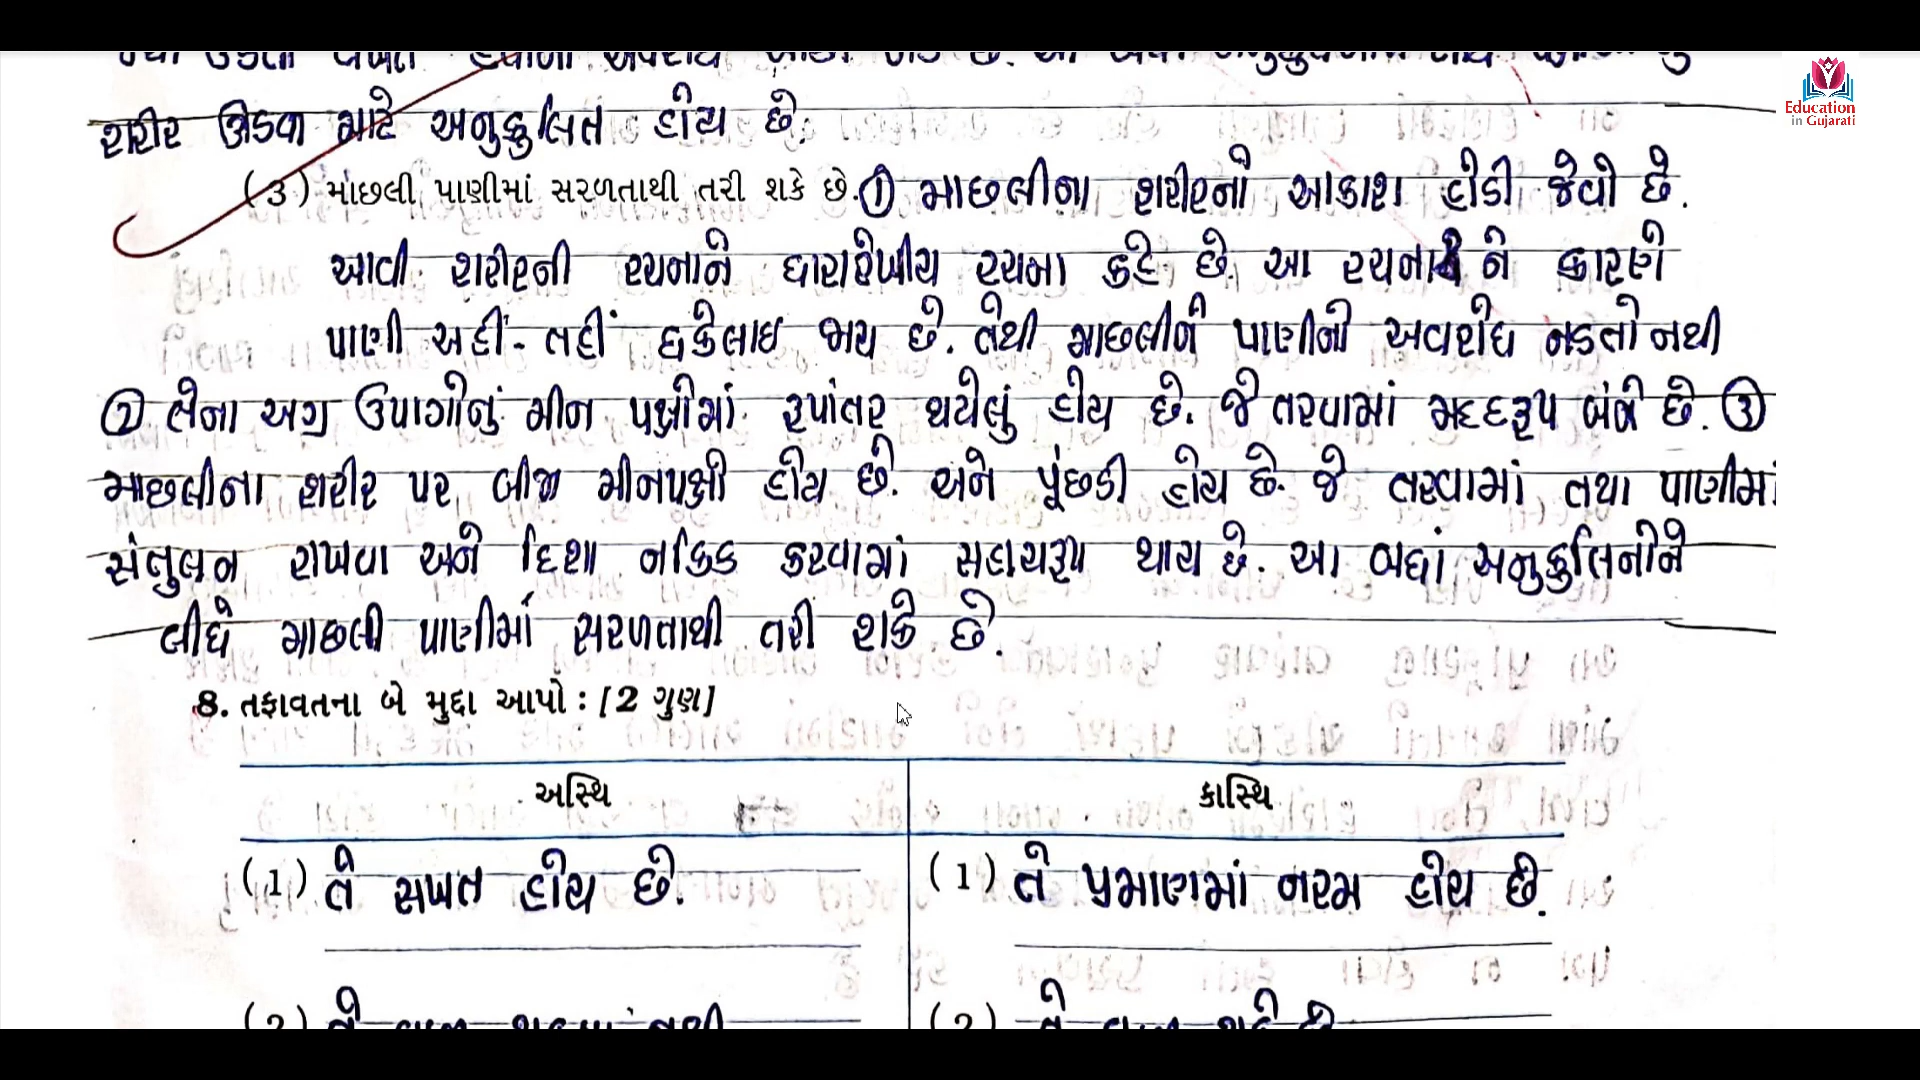 શરીર ઊડવા માટે અનુકુલિત હોય છે.
(3) માછલી પાણીમાં સરળતાથી તરી શકે છે. ① માછલીના શરીરનો આકાર હોડી જેવો છે.
આવી શરીરની રચનાને ધારારેખીય રચના કહે છે. આ રચના ને કારણે
પાણી અહીં-તહીં ધકેલાઇ જાય છે. તેથી માછલીને પાણીનો અવરોધ નડતો નથી
② તેના અગ્ર ઉપાગોનું મીન પક્ષોમાં રૂપાંતર થયેલું હોય છે. જે તરવામાં મદદરૂપ બને છે. ③
માછલીના શરીર પર બીજા મીનપક્ષો હોય છે. અને પૂંછડી હોય છે. જે તરવામાં તથા પાણીમાં
સંતુલન રાખવા અને દિશા નકિક કરવામાં સહાયરૂપ થાય છે. આ બધાં
લીધે માછલી પાણીમાં સરળતાથી તરી શકે છે.
8. તફાવતના બે મુદ્દા આપો : [2 ગુણ]
અસ્થિ કાસ્થિ
(1) તે સખત હોય છે. (1) તે પ્રમાણમાં નરમ હોય છે.
Education
in Gujarati